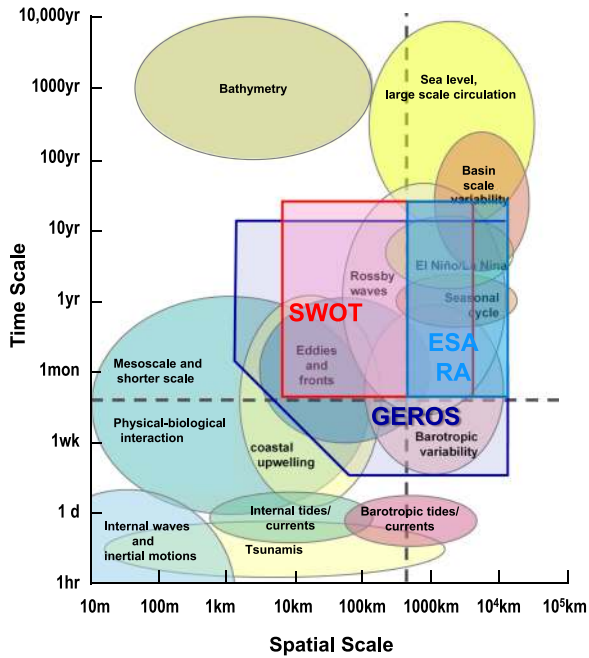 10,000yr
1000yr
100yr
10yr
1yr
1mon
1wk
1 d
1hr
Time Scale
Bathymetry
Sea level,
large scale circulation
Basin
scale
variability
El Niño/La Nina
Rossby
waves
Seasonal
cycle
SWOT
ESA
RA
Eddies
and
fronts
Mesoscale and
shorter scale
GEROS
Physical-biological
interaction
Barotropic
variability
coastal
upwelling
Internal tides/
currents
Barotropic tides/
currents
Internal waves
and
inertial motions
Tsunamis
10m
100m
1km
10km
100km
1000km
10⁴km
10⁵km
Spatial Scale